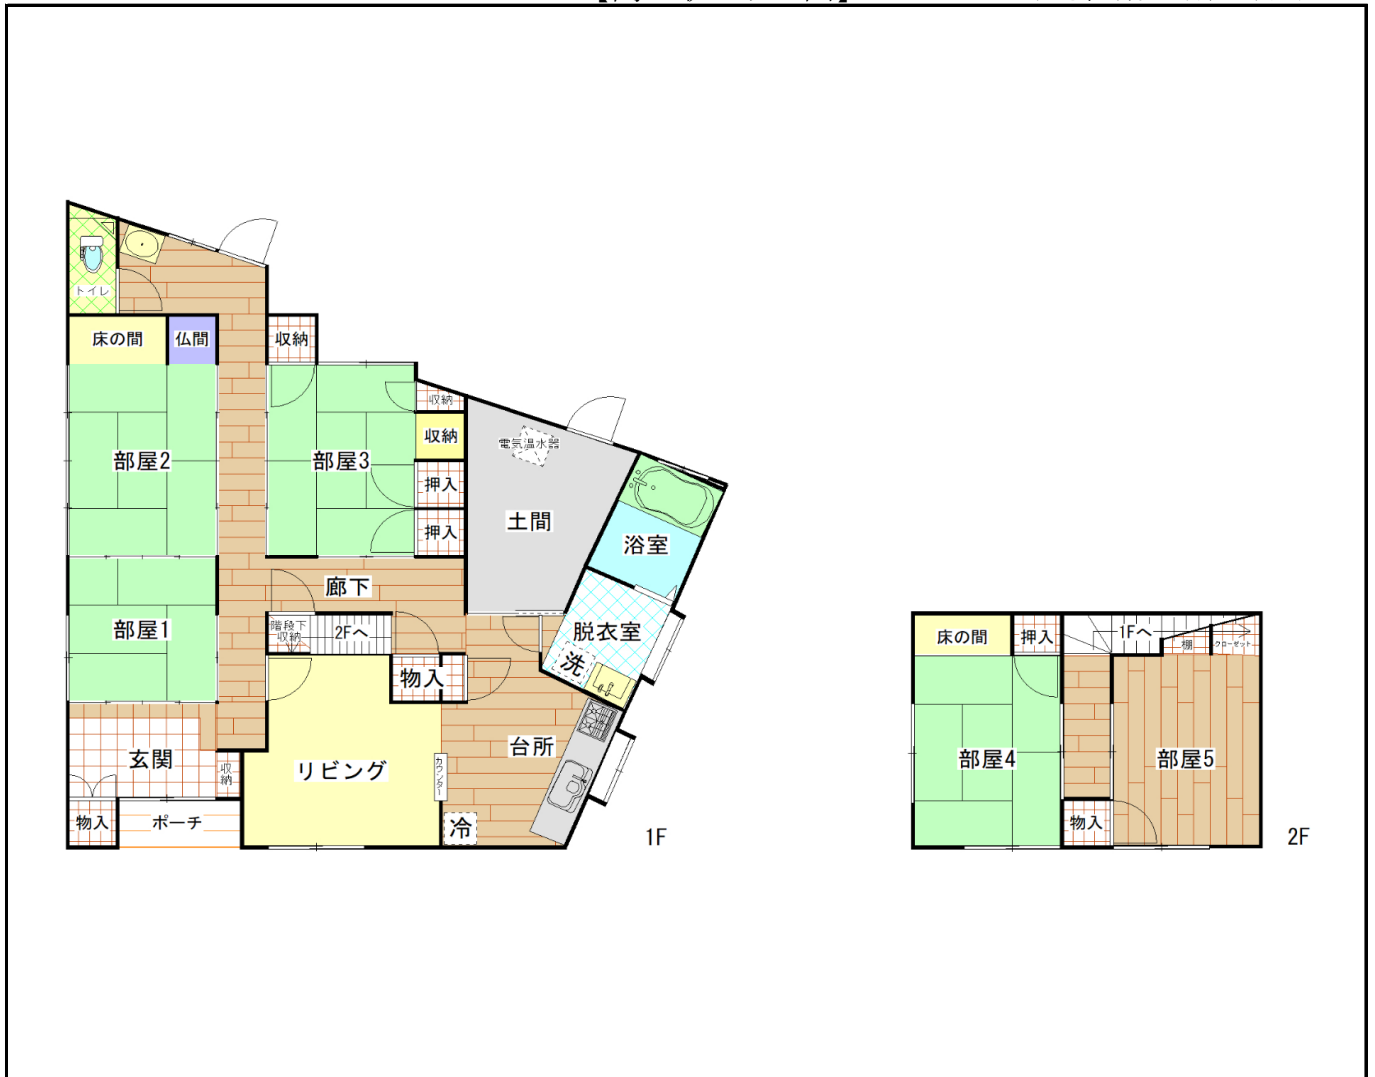 トイレ
床の間
仏間
収納
収納
部屋2
部屋3
収納
電気温水器
押入
押入
土間
浴室
廊下
部屋1
階段下
収納
2Fへ
脱衣室
洗
物入
玄関
収納
リビング
カウンター
台所
物入
ポーチ
冷
1F
床の間
押入
1Fへ
棚
クローゼット
部屋4
部屋5
物入
2F